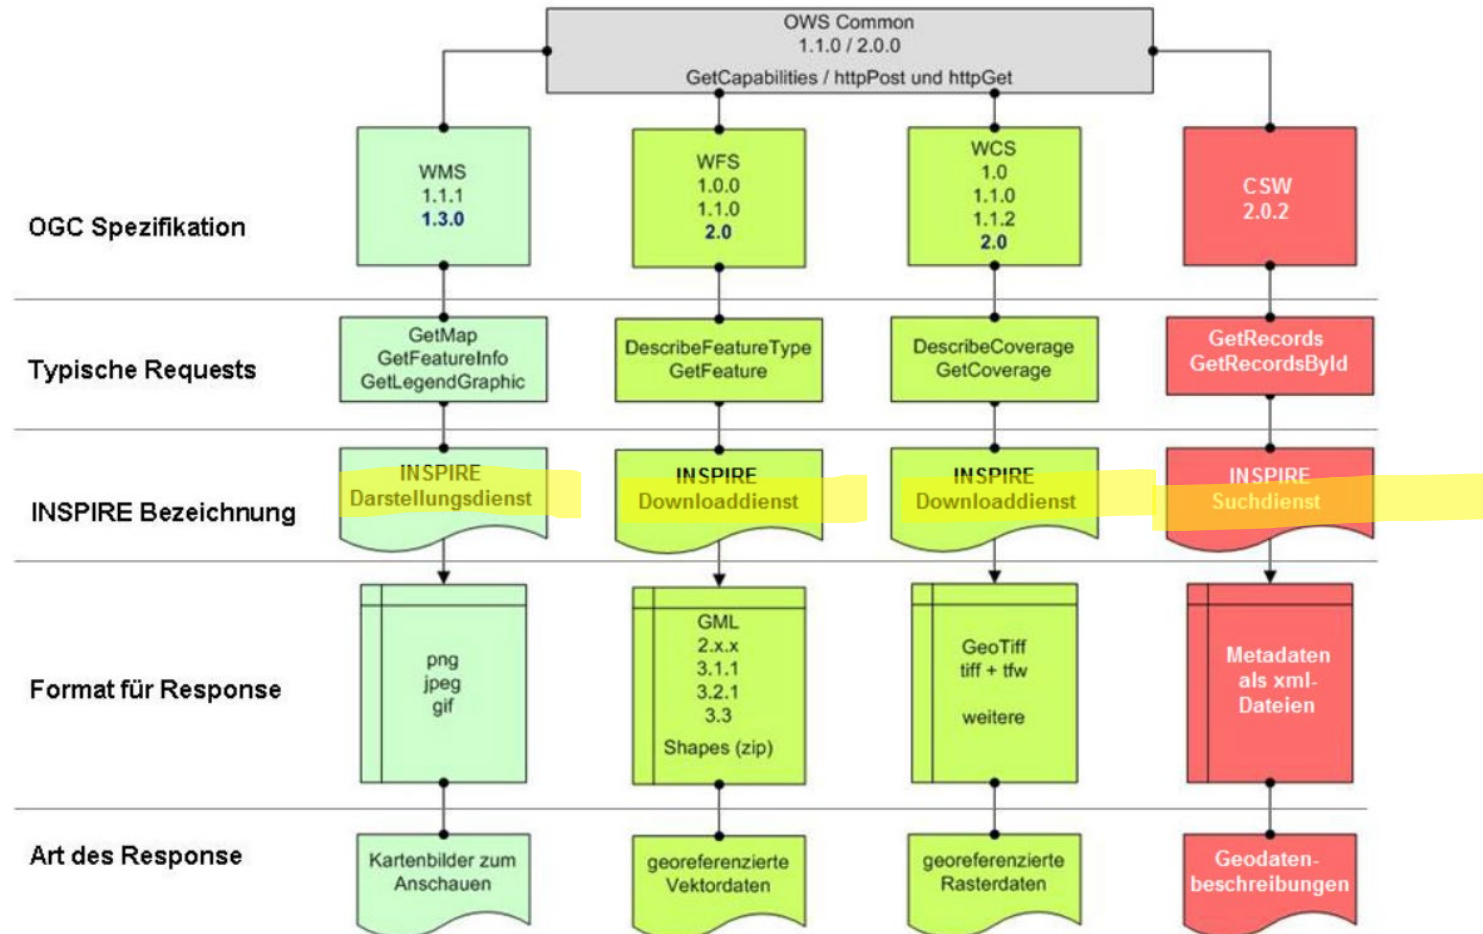 OWS Common
1.1.0 / 2.0.0
GetCapabilities / httpPost und httpGet
OGC Spezifikation
WMS
1.1.1
1.3.0
WFS
1.0.0
1.1.0
2.0
WCS
1.0
1.1.0
1.1.2
2.0
CSW
2.0.2
Typische Requests
GetMap
GetFeatureInfo
GetLegendGraphic
DescribeFeatureType
GetFeature
DescribeCoverage
GetCoverage
GetRecords
GetRecordsById
INSPIRE Bezeichnung
INSPIRE
Darstellungsdienst
INSPIRE
Downloaddienst
INSPIRE
Downloaddienst
INSPIRE
Suchdienst
Format für Response
png
jpeg
gif
GML
2.x.x
3.1.1
3.2.1
3.3
Shapes (zip)
GeoTiff
tiff + tfw
weitere
Metadaten
als xml-
Dateien
Art des Response
Kartenbilder zum
Anschauen
georeferenzierte
Vektordaten
georeferenzierte
Rasterdaten
Geodaten-
beschreibungen